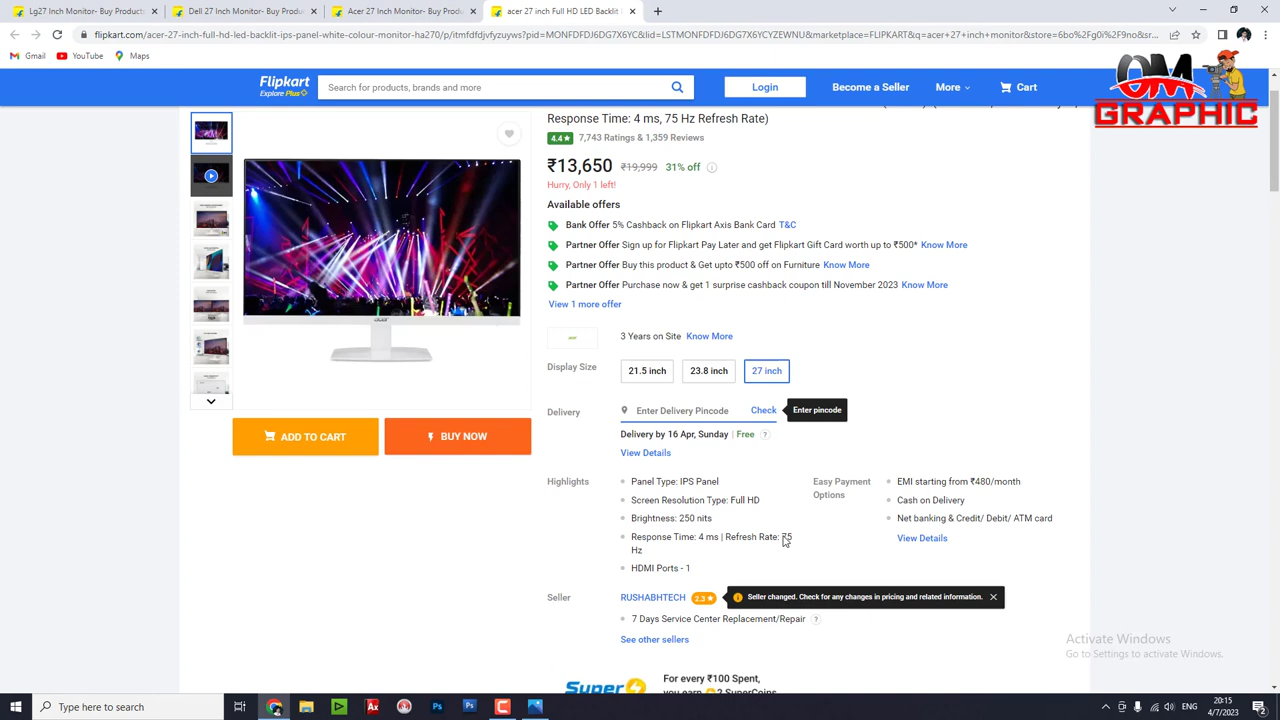 Lg27 Inch Monitor- Buy Products
Dell 27 Inch Monitor- Buy Produc
Acer 27 Inch Monitor- Buy Produ
acer 27 inch Full HD LED Backlit
flipkart.com/acer-27-inch-full-hd-led-backlit-ips-panel-white-colour-monitor-ha270/p/itmfdfdjvfyzuyws?pid=MONFDFDJ6DG7X6YC&lid=LSTMONFDFDJ6DG7X6YCYZEWNU&marketplace=FLIPKART&q=acer+27+inch+monitor&store=6bo%2Fg0i%2F9no&sr...
Gmail YouTube Maps
OM GRAPHIC
Flipkart
Explore Plus
Search for products, brands and more
Login
Become a Seller
More
Cart
Response Time: 4 ms, 75 Hz Refresh Rate)
4.4★ 7,743 Ratings & 1,359 Reviews
₹13,650 ₹19,999 31% off
Hurry, Only 1 left!
Available offers
Bank Offer 5% Cashback on Flipkart Axis Bank Card T&C
Partner Offer Sign up for Flipkart Pay Later and get Flipkart Gift Card worth up to ₹500* Know More
Partner Offer Buy this product & Get upto ₹500 off on Furniture Know More
Partner Offer Purchase now & get 1 surprise cashback coupon till November 2023 Know More
View 1 more offer
acer
3 Years on Site Know More
Display Size 21.5 inch 23.8 inch 27 inch
Delivery Enter Delivery Pincode Check Enter pincode
Delivery by 16 Apr, Sunday | Free ?
View Details
ADD TO CART
BUY NOW
Highlights
Panel Type: IPS Panel
Screen Resolution Type: Full HD
Brightness: 250 nits
Response Time: 4 ms | Refresh Rate: 75
Hz
HDMI Ports - 1
Easy Payment
Options
EMI starting from ₹480/month
Cash on Delivery
Net banking & Credit/ Debit/ ATM card
View Details
Seller RUSHABHTECH 2.3★ Seller changed. Check for any changes in pricing and related information.
7 Days Service Center Replacement/Repair ?
See other sellers
Super
For every ₹100 Spent,
you earn 2 SuperCoins
Activate Windows
Go to Settings to activate Windows.
Type here to search
ENG
20:15
4/7/2023